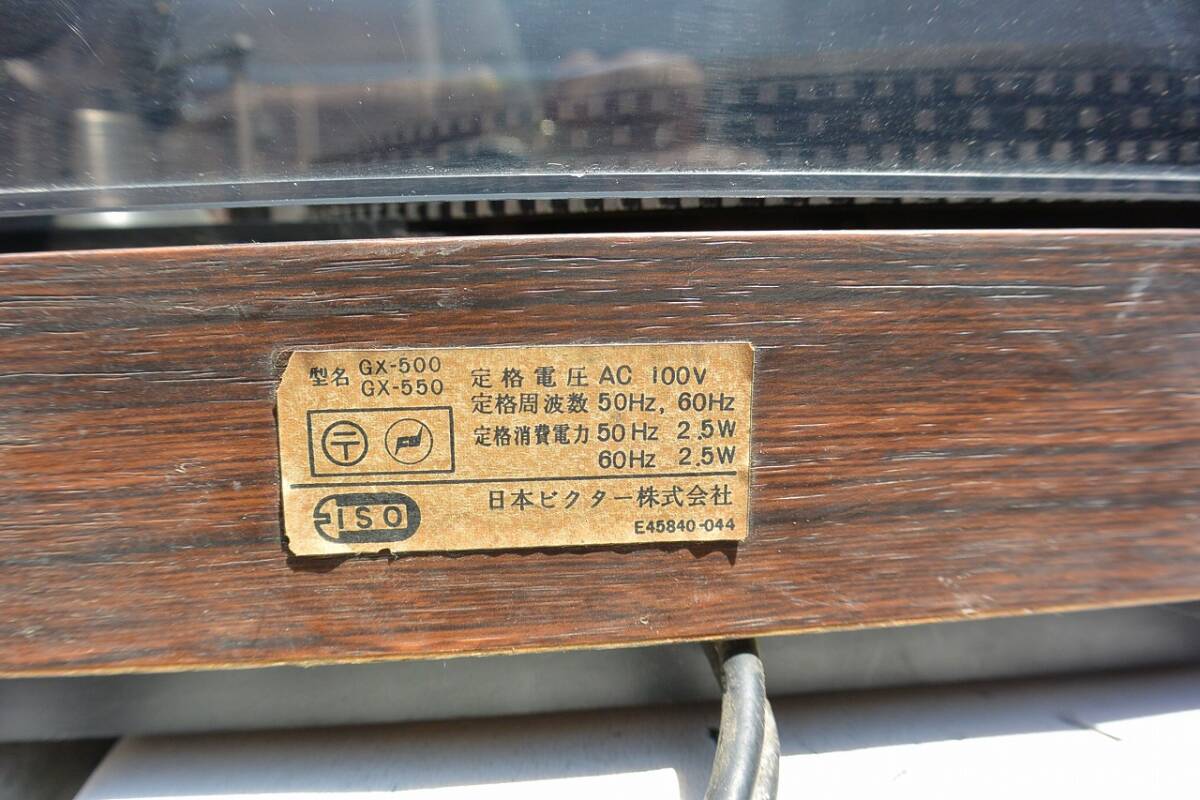 型名 GX-500
GX-550
定格電圧 AC 100V
定格周波数 50Hz, 60Hz
定格消費電力 50Hz 2.5W
60Hz 2.5W
〒
ISO
日本ビクター株式会社
E45840-044